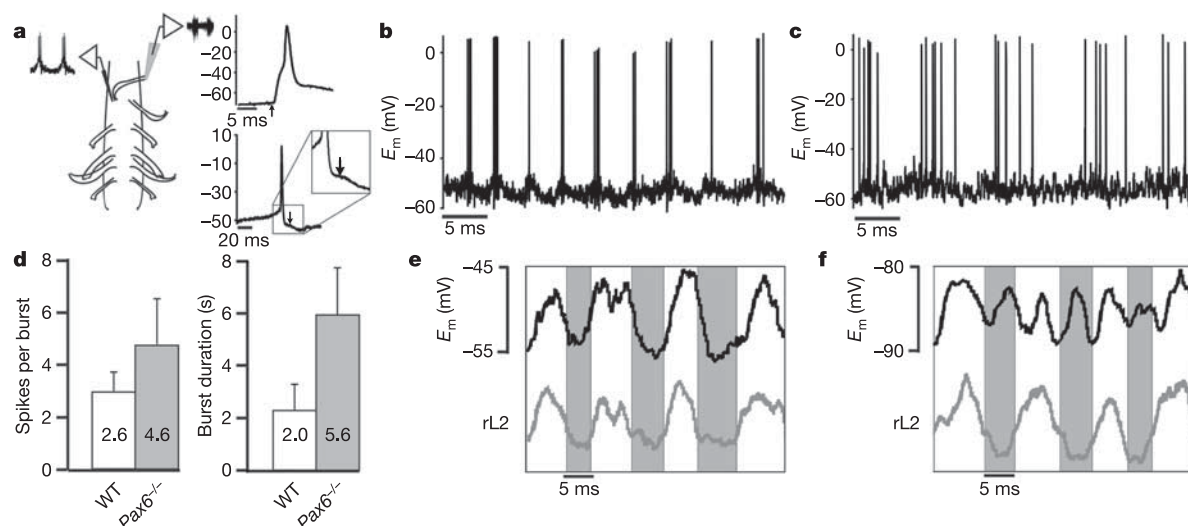 a
0
–20
–40
–60
5 ms
10
–10
–30
–50
20 ms
b
0
–20
–40
–60
Em (mV)
5 ms
c
0
–20
–40
–60
Em (mV)
5 ms
d
8
6
4
2
0
Spikes per burst
2.6
4.6
WT
Pax6–/–
8
6
4
2
0
Burst duration (s)
2.0
5.6
WT
Pax6–/–
e
–45
–55
Em (mV)
rL2
5 ms
f
–80
–90
Em (mV)
rL2
5 ms